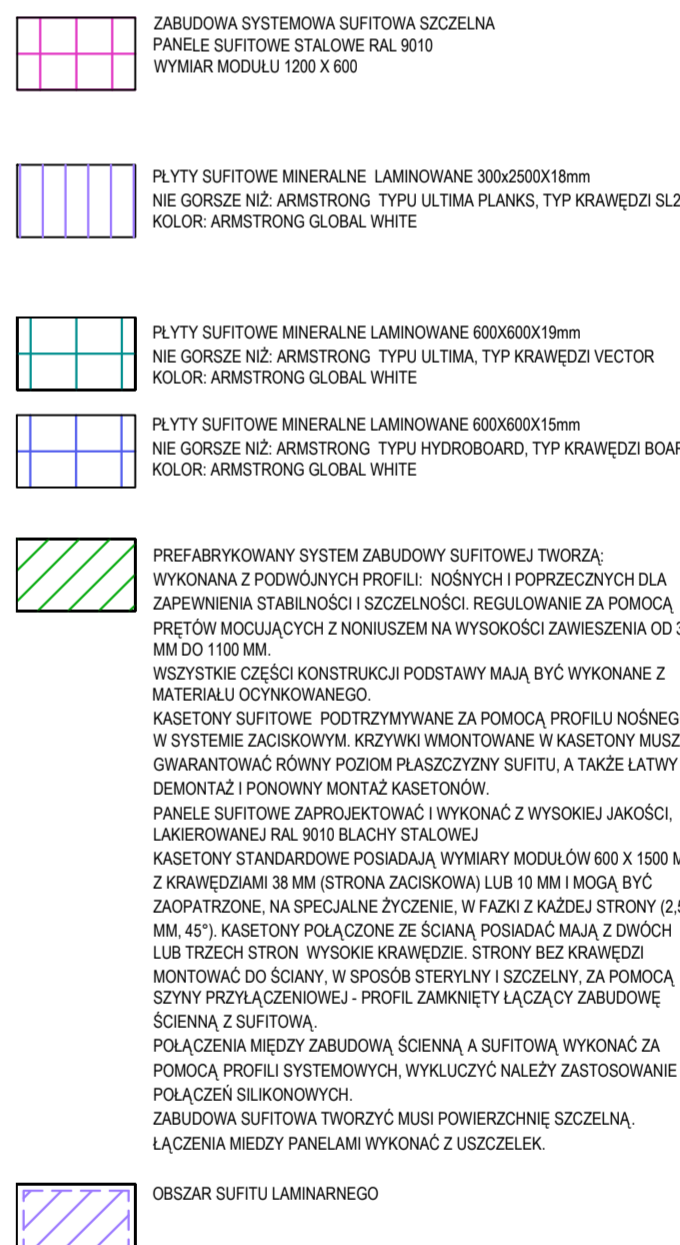 ZABUDOWA SYSTEMOWA SUFITOWA SZCZELNA
PANELE SUFITOWE STALOWE RAL 9010
WYMIAR MODUŁU 1200 X 600
PŁYTY SUFITOWE MINERALNE LAMINOWANE 300x2500X18mm
NIE GORSZE NIŻ: ARMSTRONG TYPU ULTIMA PLANKS, TYP KRAWĘDZI SL2
KOLOR: ARMSTRONG GLOBAL WHITE
PŁYTY SUFITOWE MINERALNE LAMINOWANE 600X600X19mm
NIE GORSZE NIŻ: ARMSTRONG TYPU ULTIMA, TYP KRAWĘDZI VECTOR
KOLOR: ARMSTRONG GLOBAL WHITE
PŁYTY SUFITOWE MINERALNE LAMINOWANE 600X600X15mm
NIE GORSZE NIŻ: ARMSTRONG TYPU HYDROBOARD, TYP KRAWĘDZI
KOLOR: ARMSTRONG GLOBAL WHITE
PREFABRYKOWANY SYSTEM ZABUDOWY SUFITOWEJ TWORZĄ:
WYKONANA Z PODWÓJNYCH PROFILI: NOŚNYCH I POPRZECZNYCH DLA
ZAPEWNIENIA STABILNOŚCI I SZCZELNOŚCI. REGULOWANIE ZA POMOCĄ
PRĘTÓW MOCUJĄCYCH Z NONIUSZEM NA WYSOKOŚCI ZAWIESZENIA OD
MM DO 1100 MM.
WSZYSTKIE CZĘŚCI KONSTRUKCJI PODSTAWY MAJĄ BYĆ WYKONANE Z
MATERIAŁU OCYNKOWANEGO.
KASETONY SUFITOWE PODTRZYMYWANE ZA POMOCĄ PROFILU
W SYSTEMIE ZACISKOWYM. KRZYWKI WMONTOWANE W KASETONY
GWARANTOWAĆ RÓWNY POZIOM PŁASZCZYZNY SUFITU, A TAKŻE ŁATWY
DEMONTAŻ I PONOWNY MONTAŻ KASETONÓW.
PANELE SUFITOWE ZAPROJEKTOWAĆ I WYKONAĆ Z WYSOKIEJ JAKOŚCI,
LAKIEROWANEJ RAL 9010 BLACHY STALOWEJ
KASETONY STANDARDOWE POSIADAJĄ WYMIARY MODUŁÓW 600 X 1500
Z KRAWĘDZIAMI 38 MM (STRONA ZACISKOWA) LUB 10 MM I MOGĄ BYĆ
ZAOPATRZONE, NA SPECJALNE ŻYCZENIE, W FAZKI Z KAŻDEJ STRONY
MM, 45°). KASETONY POŁĄCZONE ZE ŚCIANĄ POSIADAĆ MAJĄ Z DWÓCH
LUB TRZECH STRON WYSOKIE KRAWĘDZIE. STRONY BEZ KRAWĘDZI
MONTOWAĆ DO ŚCIANY, W SPOSÓB STERYLNY I SZCZELNY, ZA POMOCĄ
SZYNY PRZYŁĄCZENIOWEJ - PROFIL ZAMKNIĘTY ŁĄCZĄCY ZABUDOWĘ
ŚCIENNĄ Z SUFITOWĄ.
POŁĄCZENIA MIĘDZY ZABUDOWĄ ŚCIENNĄ A SUFITOWĄ WYKONAĆ ZA
POMOCĄ PROFILI SYSTEMOWYCH, WYKLUCZYĆ NALEŻY ZASTOSOWANIE
POŁĄCZEŃ SILIKONOWYCH.
ZABUDOWA SUFITOWA TWORZYĆ MUSI POWIERZCHNIĘ SZCZELNĄ.
ŁĄCZENIA MIEDZY PANELAMI WYKONAĆ Z USZCZELEK.
OBSZAR SUFITU LAMINARNEGO